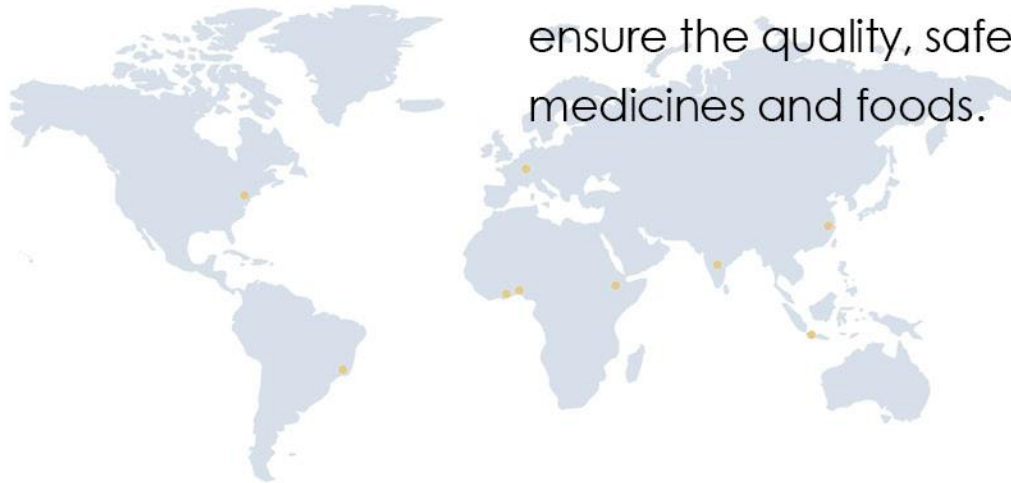 ensure the quality, safe
medicines and foods.